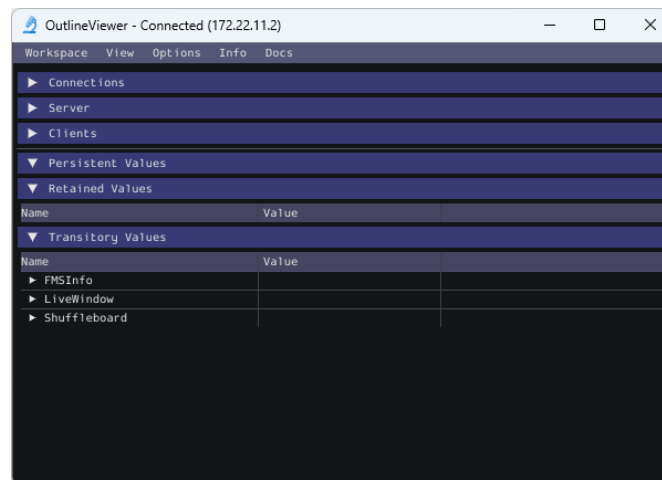 OutlineViewer - Connected (172.22.11.2)
Workspace View Options Info Docs
Connections
Server
Clients
Persistent Values
Retained Values
Name Value
Transitory Values
Name Value
FMSInfo
LiveWindow
Shuffleboard